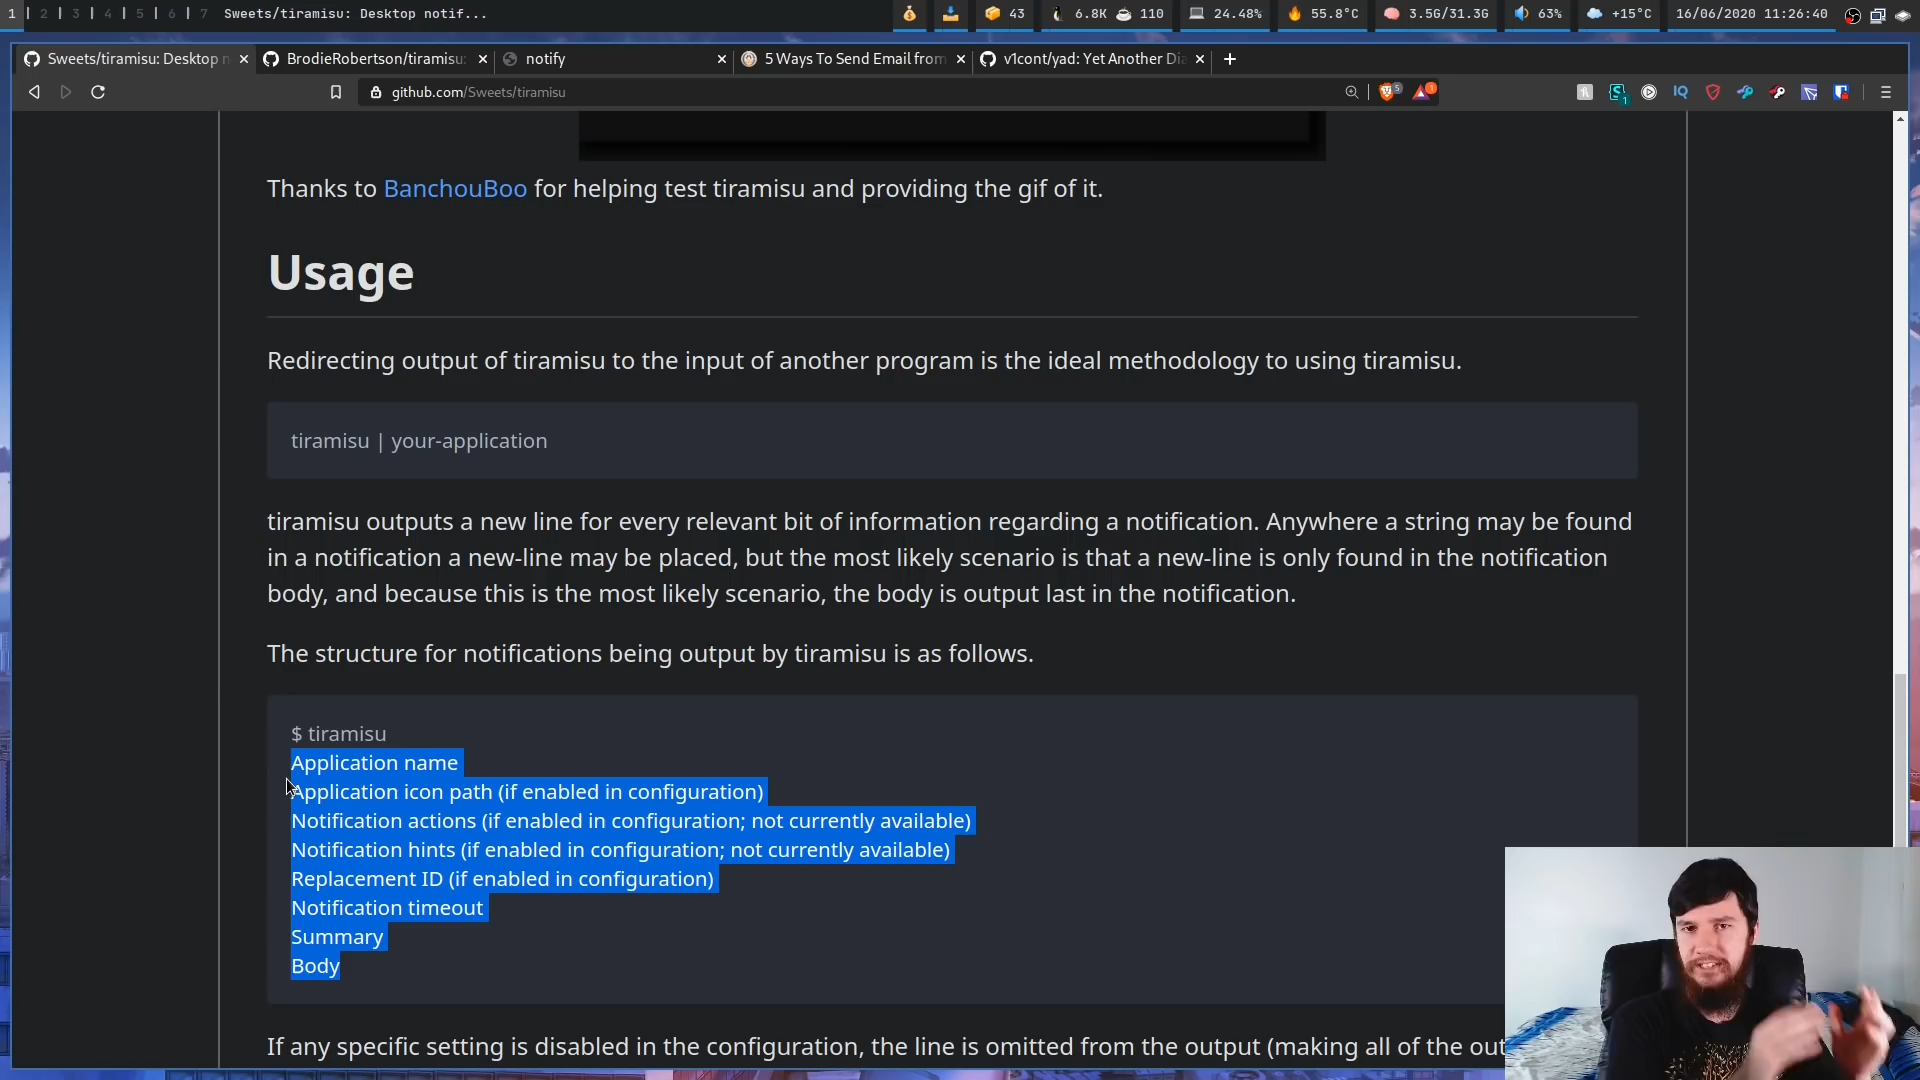 1 | 2 | 3 | 4 | 5 | 6 | 7 Sweets/tiramisu: Desktop notif... 43 6.8K 110 24.48% 55.8°C 3.5G/31.3G 63% +15°C 16/06/2020 11:26:40
Sweets/tiramisu: Desktop n BrodieRobertson/tiramisu: notify 5 Ways To Send Email from v1cont/yad: Yet Another Dia
github.com/Sweets/tiramisu 5 1 IQ 1
Thanks to BanchouBoo for helping test tiramisu and providing the gif of it.
Usage
Redirecting output of tiramisu to the input of another program is the ideal methodology to using tiramisu.
tiramisu | your-application
tiramisu outputs a new line for every relevant bit of information regarding a notification. Anywhere a string may be found
in a notification a new-line may be placed, but the most likely scenario is that a new-line is only found in the notification
body, and because this is the most likely scenario, the body is output last in the notification.
The structure for notifications being output by tiramisu is as follows.
$ tiramisu
Application name
Application icon path (if enabled in configuration)
Notification actions (if enabled in configuration; not currently available)
Notification hints (if enabled in configuration; not currently available)
Replacement ID (if enabled in configuration)
Notification timeout
Summary
Body
If any specific setting is disabled in the configuration, the line is omitted from the output (making all of the out